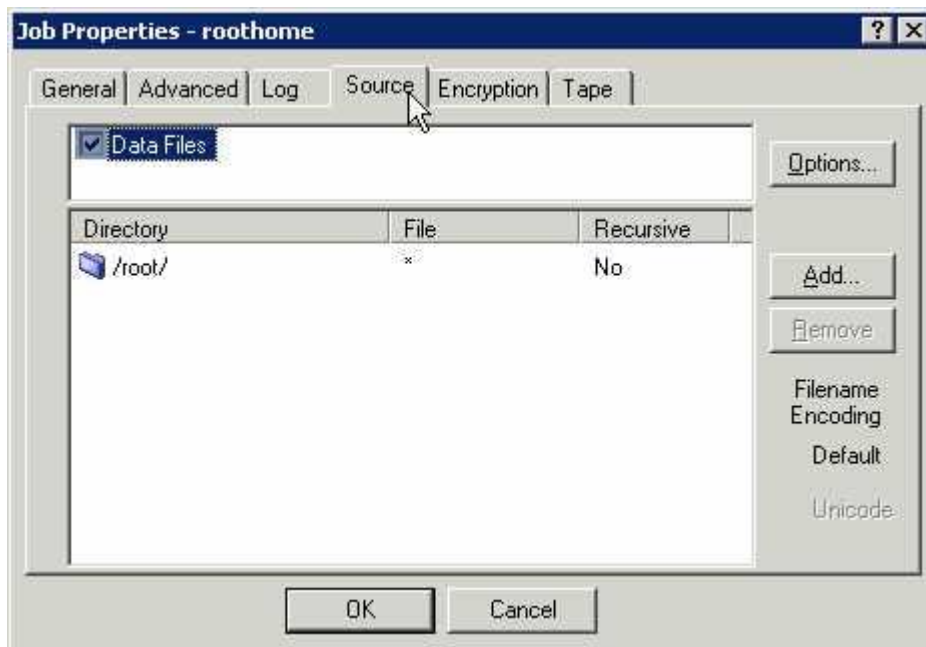 Job Properties - roothome
General Advanced Log Source Encryption Tape
Data Files
Options...
Directory File Recursive
/root/ * No
Add...
Remove
Filename
Encoding
Default
Unicode
OK Cancel